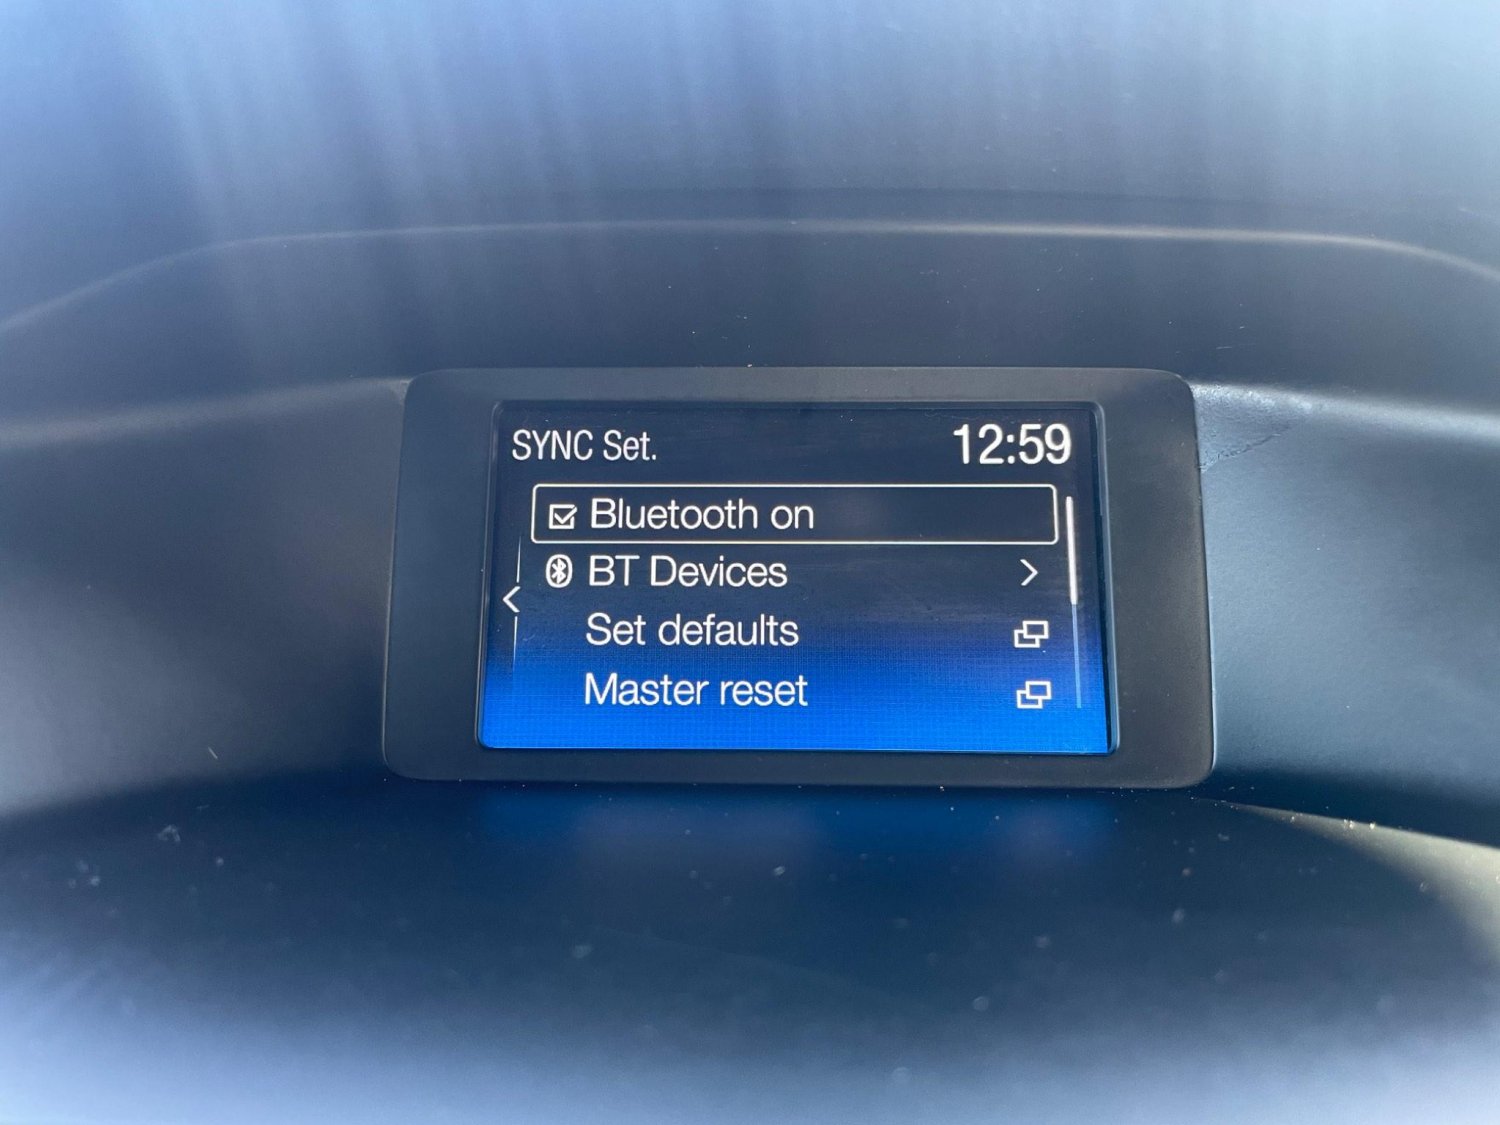 SYNC Set. 12:59
Bluetooth on
BT Devices
Set defaults
Master reset